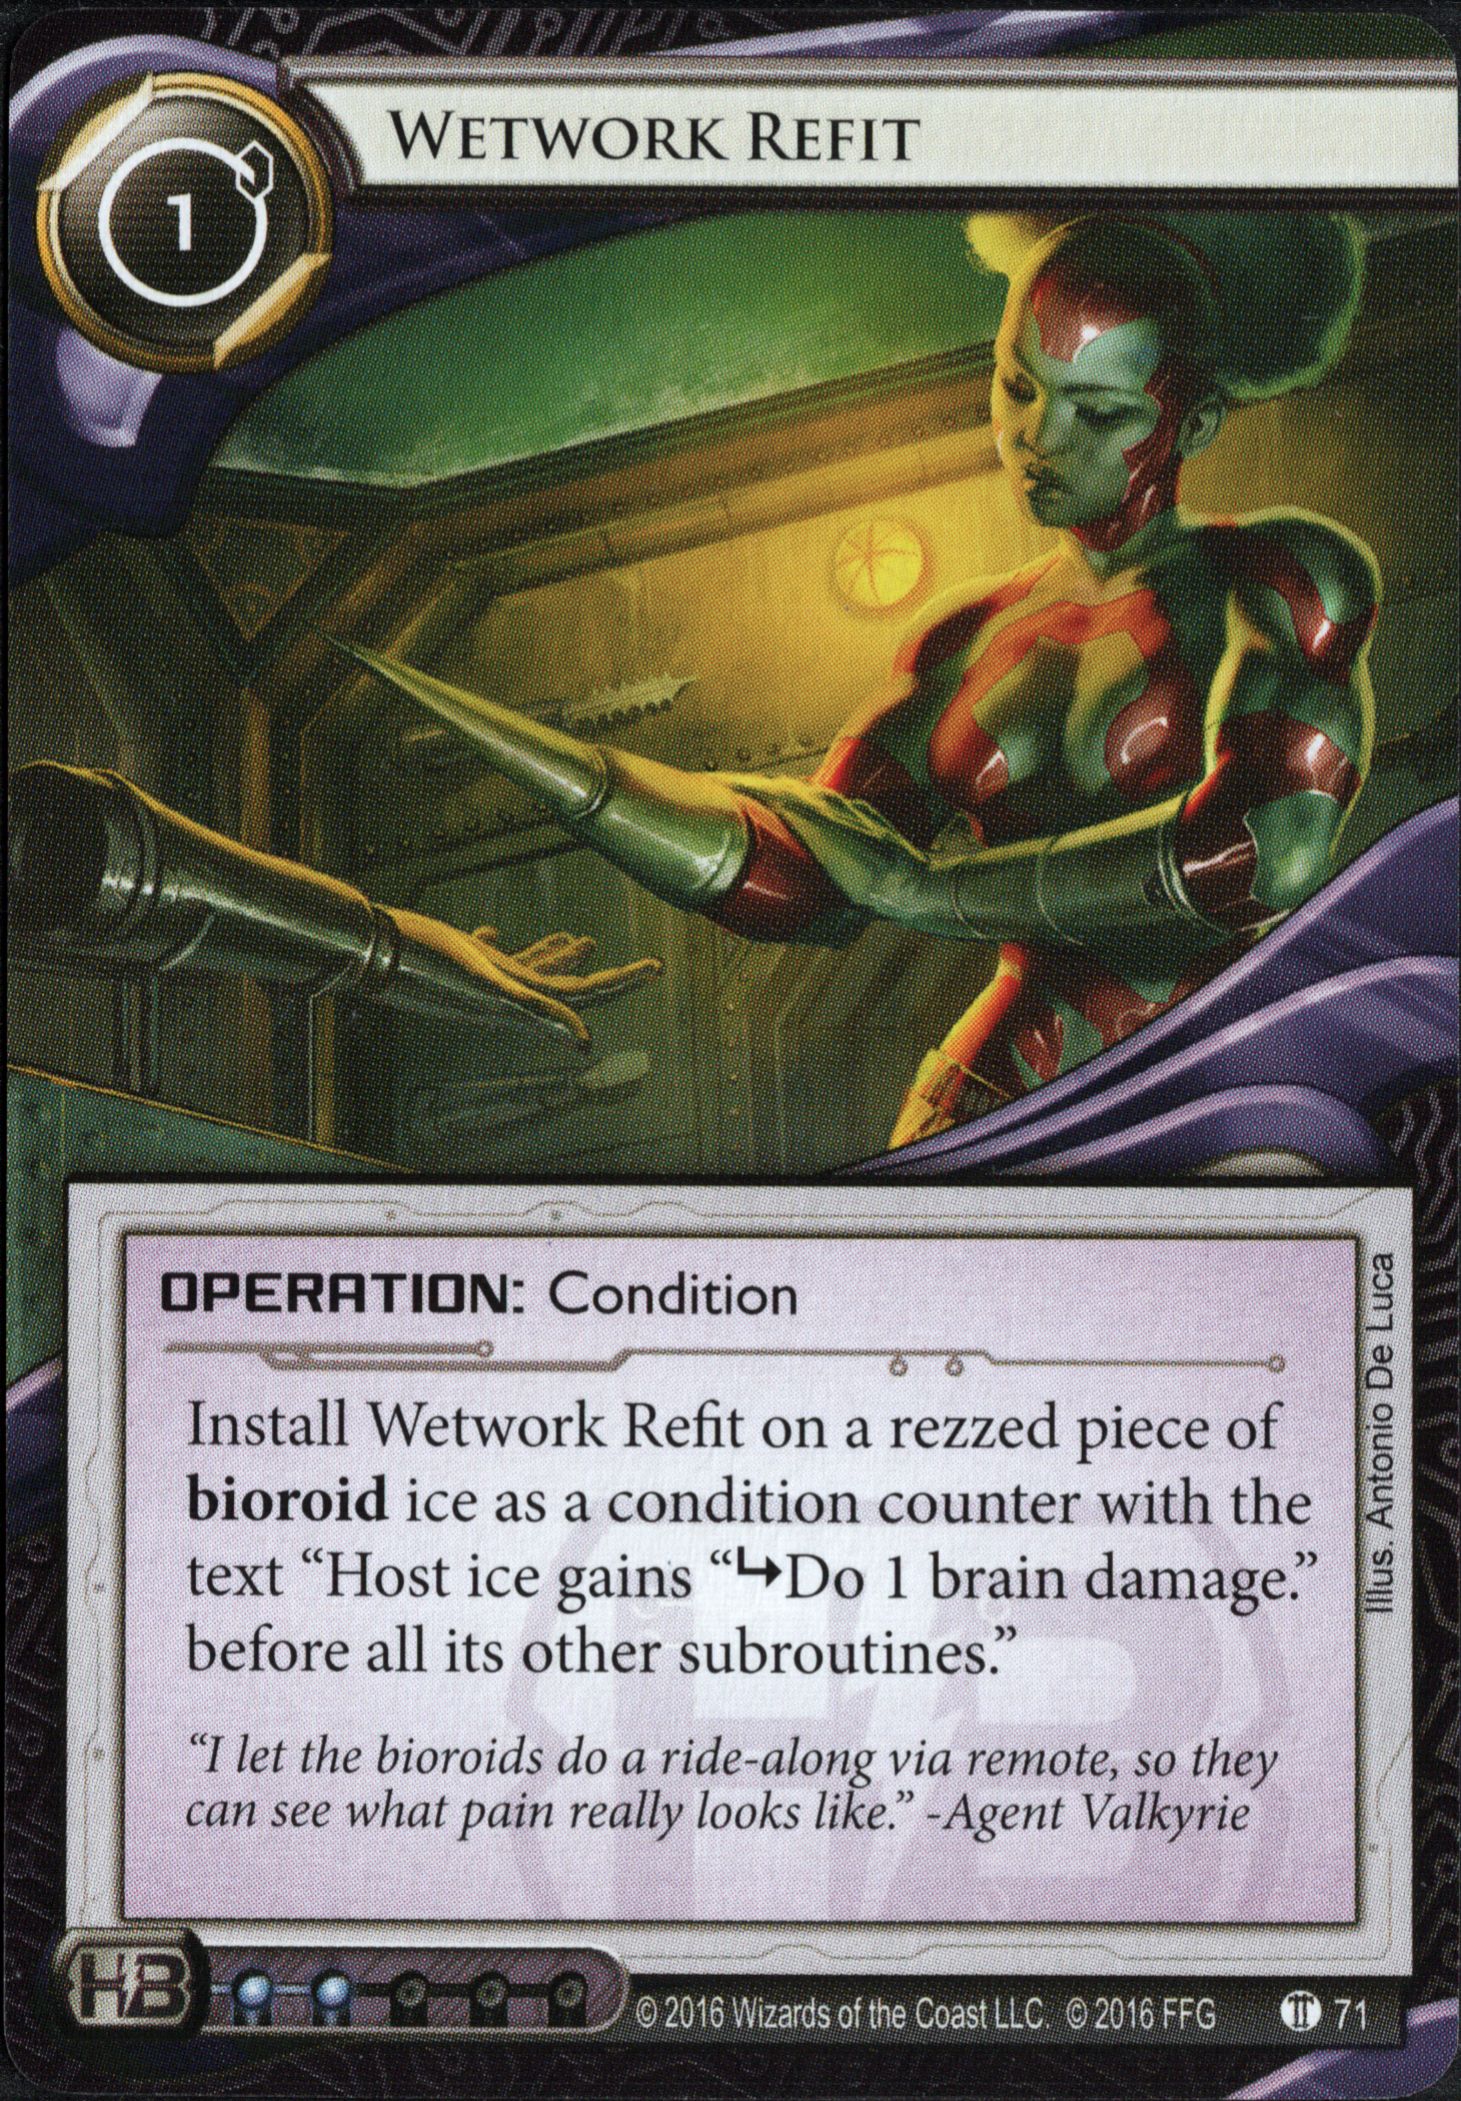 1
WETWORK REFIT
OPERATION: Condition
Install Wetwork Refit on a rezzed piece of
bioroid ice as a condition counter with the
text “Host ice gains “↳Do 1 brain damage.”
before all its other subroutines.”
“I let the bioroids do a ride-along via remote, so they
can see what pain really looks like.” -Agent Valkyrie
Illus. Antonio De Luca
HB
© 2016 Wizards of the Coast LLC. © 2016 FFG
71